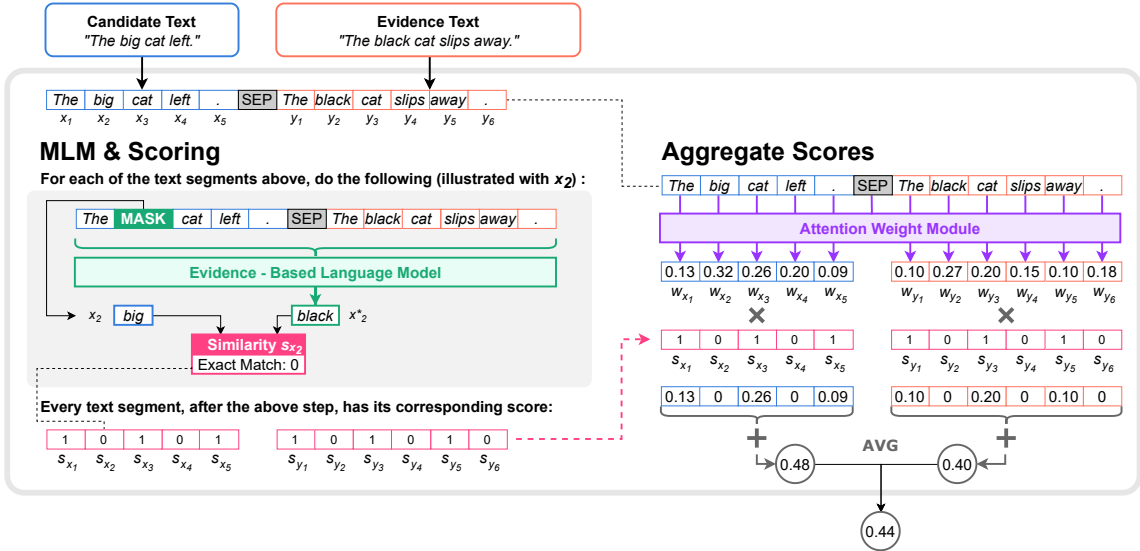 Candidate Text
"The big cat left."
Evidence Text
"The black cat slips away."
The big cat left . SEP The black cat slips away .
x1 x2 x3 x4 x5 y1 y2 y3 y4 y5 y6
MLM & Scoring
For each of the text segments above, do the following (illustrated with x2) :
The MASK cat left . SEP The black cat slips away .
Evidence - Based Language Model
x2 big black x*2
Similarity sx2
Exact Match: 0
Every text segment, after the above step, has its corresponding score:
1 0 1 0 1 1 0 1 0 1 0
sx1 sx2 sx3 sx4 sx5 sy1 sy2 sy3 sy4 sy5 sy6
Aggregate Scores
The big cat left . SEP The black cat slips away .
Attention Weight Module
0.13 0.32 0.26 0.20 0.09 0.10 0.27 0.20 0.15 0.10 0.18
wx1 wx2 wx3 wx4 wx5 wy1 wy2 wy3 wy4 wy5 wy6
× ×
1 0 1 0 1 1 0 1 0 1 0
sx1 sx2 sx3 sx4 sx5 sy1 sy2 sy3 sy4 sy5 sy6
0.13 0 0.26 0 0.09 0.10 0 0.20 0 0.10 0
+ AVG +
0.48 0.40
0.44